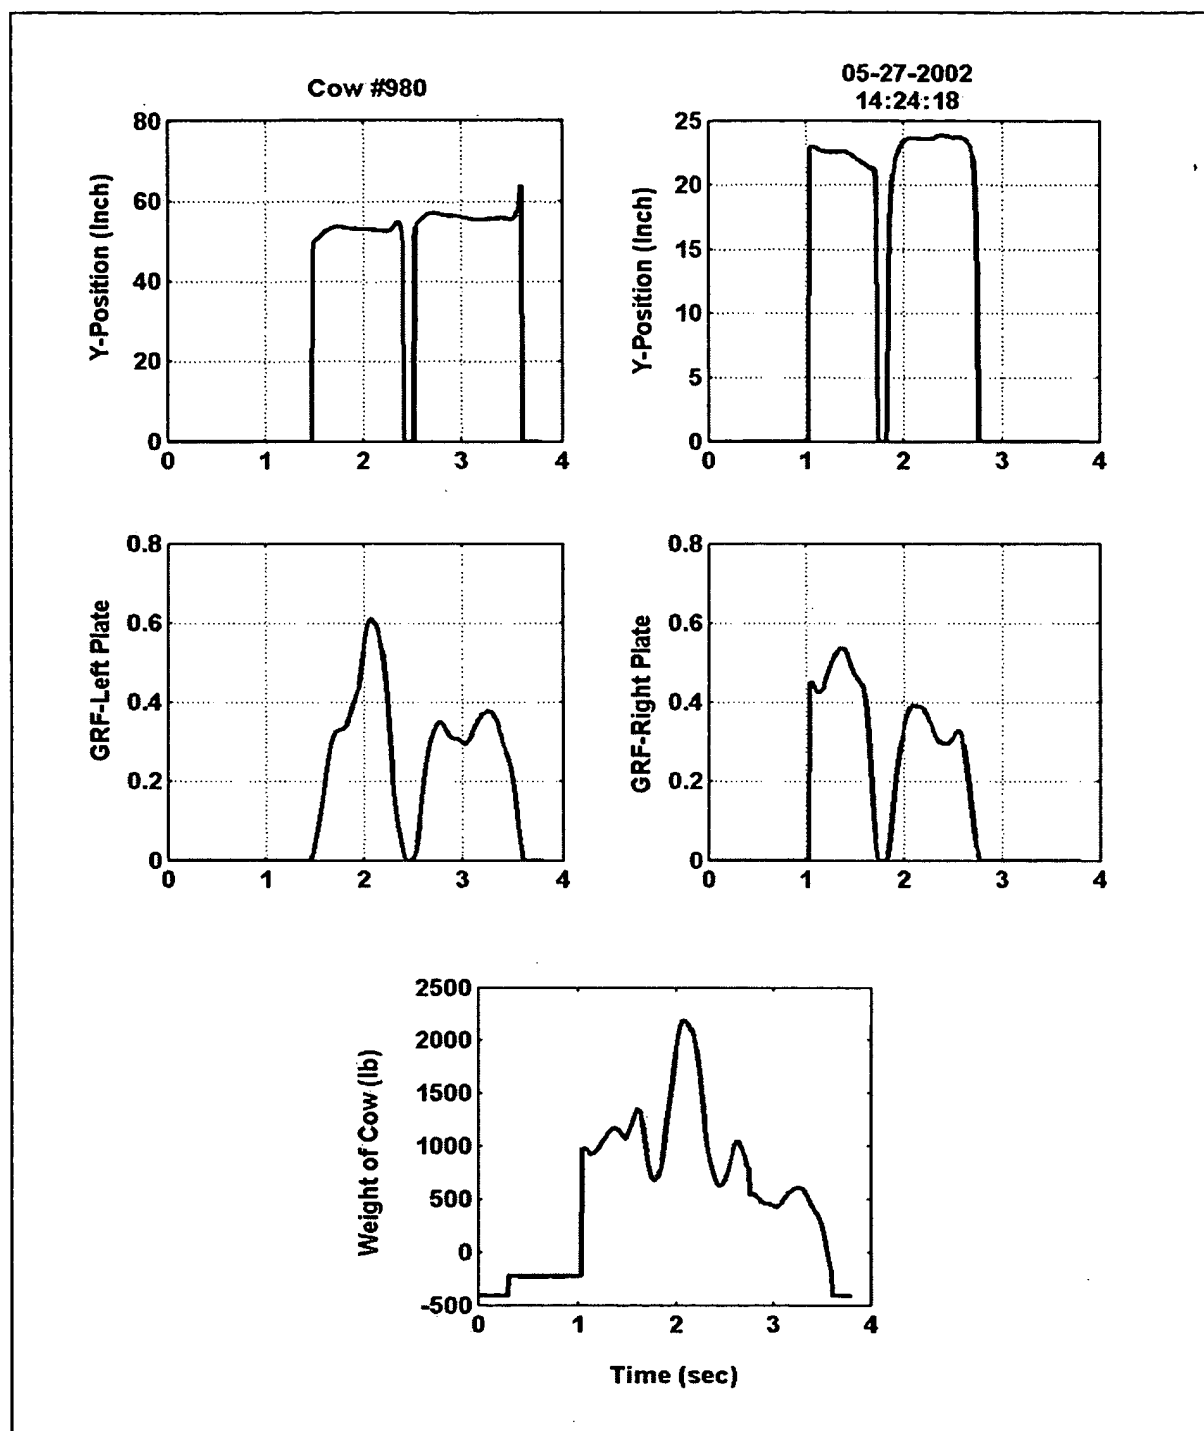 Cow #980
05-27-2002
14:24:18
80
60
40
20
0
Y-Position (Inch)
0 1 2 3 4
25
20
15
10
5
0
Y-Position (Inch)
0 1 2 3 4
0.8
0.6
0.4
0.2
0
GRF-Left Plate
0 1 2 3 4
0.8
0.6
0.4
0.2
0
GRF-Right Plate
0 1 2 3 4
2500
2000
1500
1000
500
0
-500
Weight of Cow (lb)
0 1 2 3 4
Time (sec)